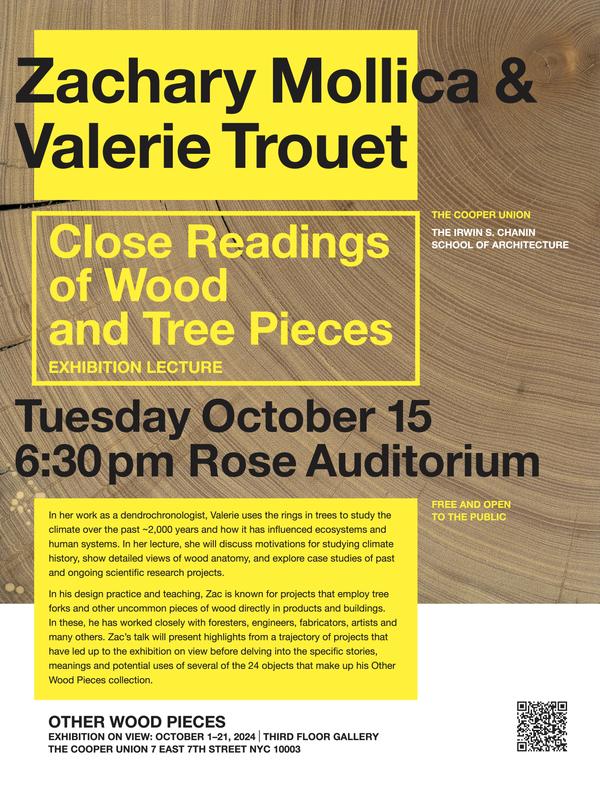 Zachary Mollica &
Valerie Trouet
THE COOPER UNION
THE IRWIN S. CHANIN
SCHOOL OF ARCHITECTURE
Close Readings
of Wood
and Tree Pieces
EXHIBITION LECTURE
Tuesday October 15
6:30 pm Rose Auditorium
FREE AND OPEN
TO THE PUBLIC
In her work as a dendrochronologist, Valerie uses the rings in trees to study the
climate over the past ~2,000 years and how it has influenced ecosystems and
human systems. In her lecture, she will discuss motivations for studying climate
history, show detailed views of wood anatomy, and explore case studies of past
and ongoing scientific research projects.
In his design practice and teaching, Zac is known for projects that employ tree
forks and other uncommon pieces of wood directly in products and buildings.
In these, he has worked closely with foresters, engineers, fabricators, artists and
many others. Zac's talk will present highlights from a trajectory of projects that
have led up to the exhibition on view before delving into the specific stories,
meanings and potential uses of several of the 24 objects that make up his Other
Wood Pieces collection.
OTHER WOOD PIECES
EXHIBITION ON VIEW: OCTOBER 1–21, 2024 | THIRD FLOOR GALLERY
THE COOPER UNION 7 EAST 7TH STREET NYC 10003